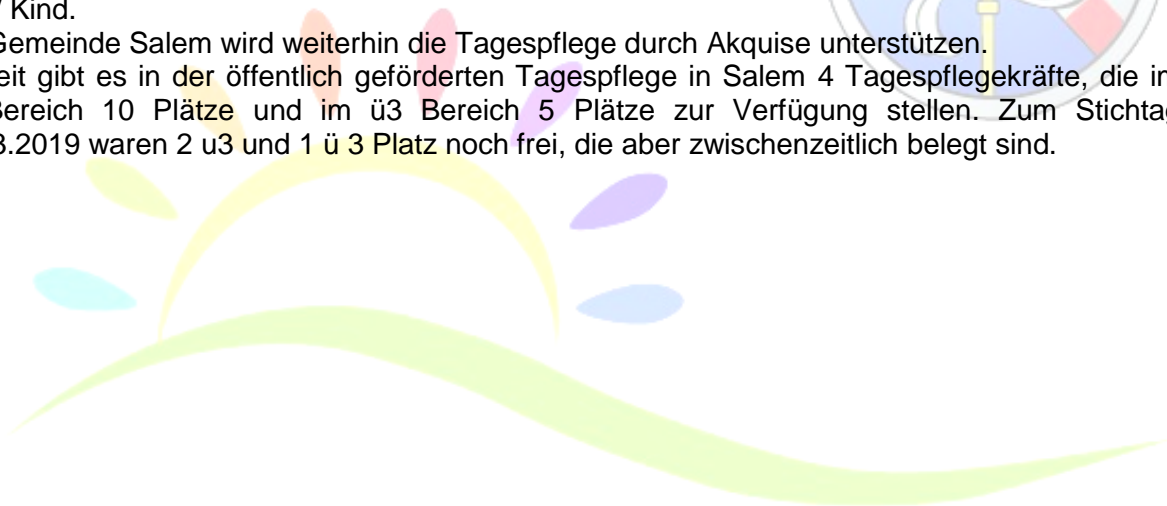 Kind.
Gemeinde Salem wird weiterhin die Tagespflege durch Akquise unterstützen.
eit gibt es in der öffentlich geförderten Tagespflege in Salem 4 Tagespflegekräfte, die
Bereich 10 Plätze und im ü3 Bereich 5 Plätze zur Verfügung stellen. Zum Stichta
3.2019 waren 2 u3 und 1 ü 3 Platz noch frei, die aber zwischenzeitlich belegt sind.